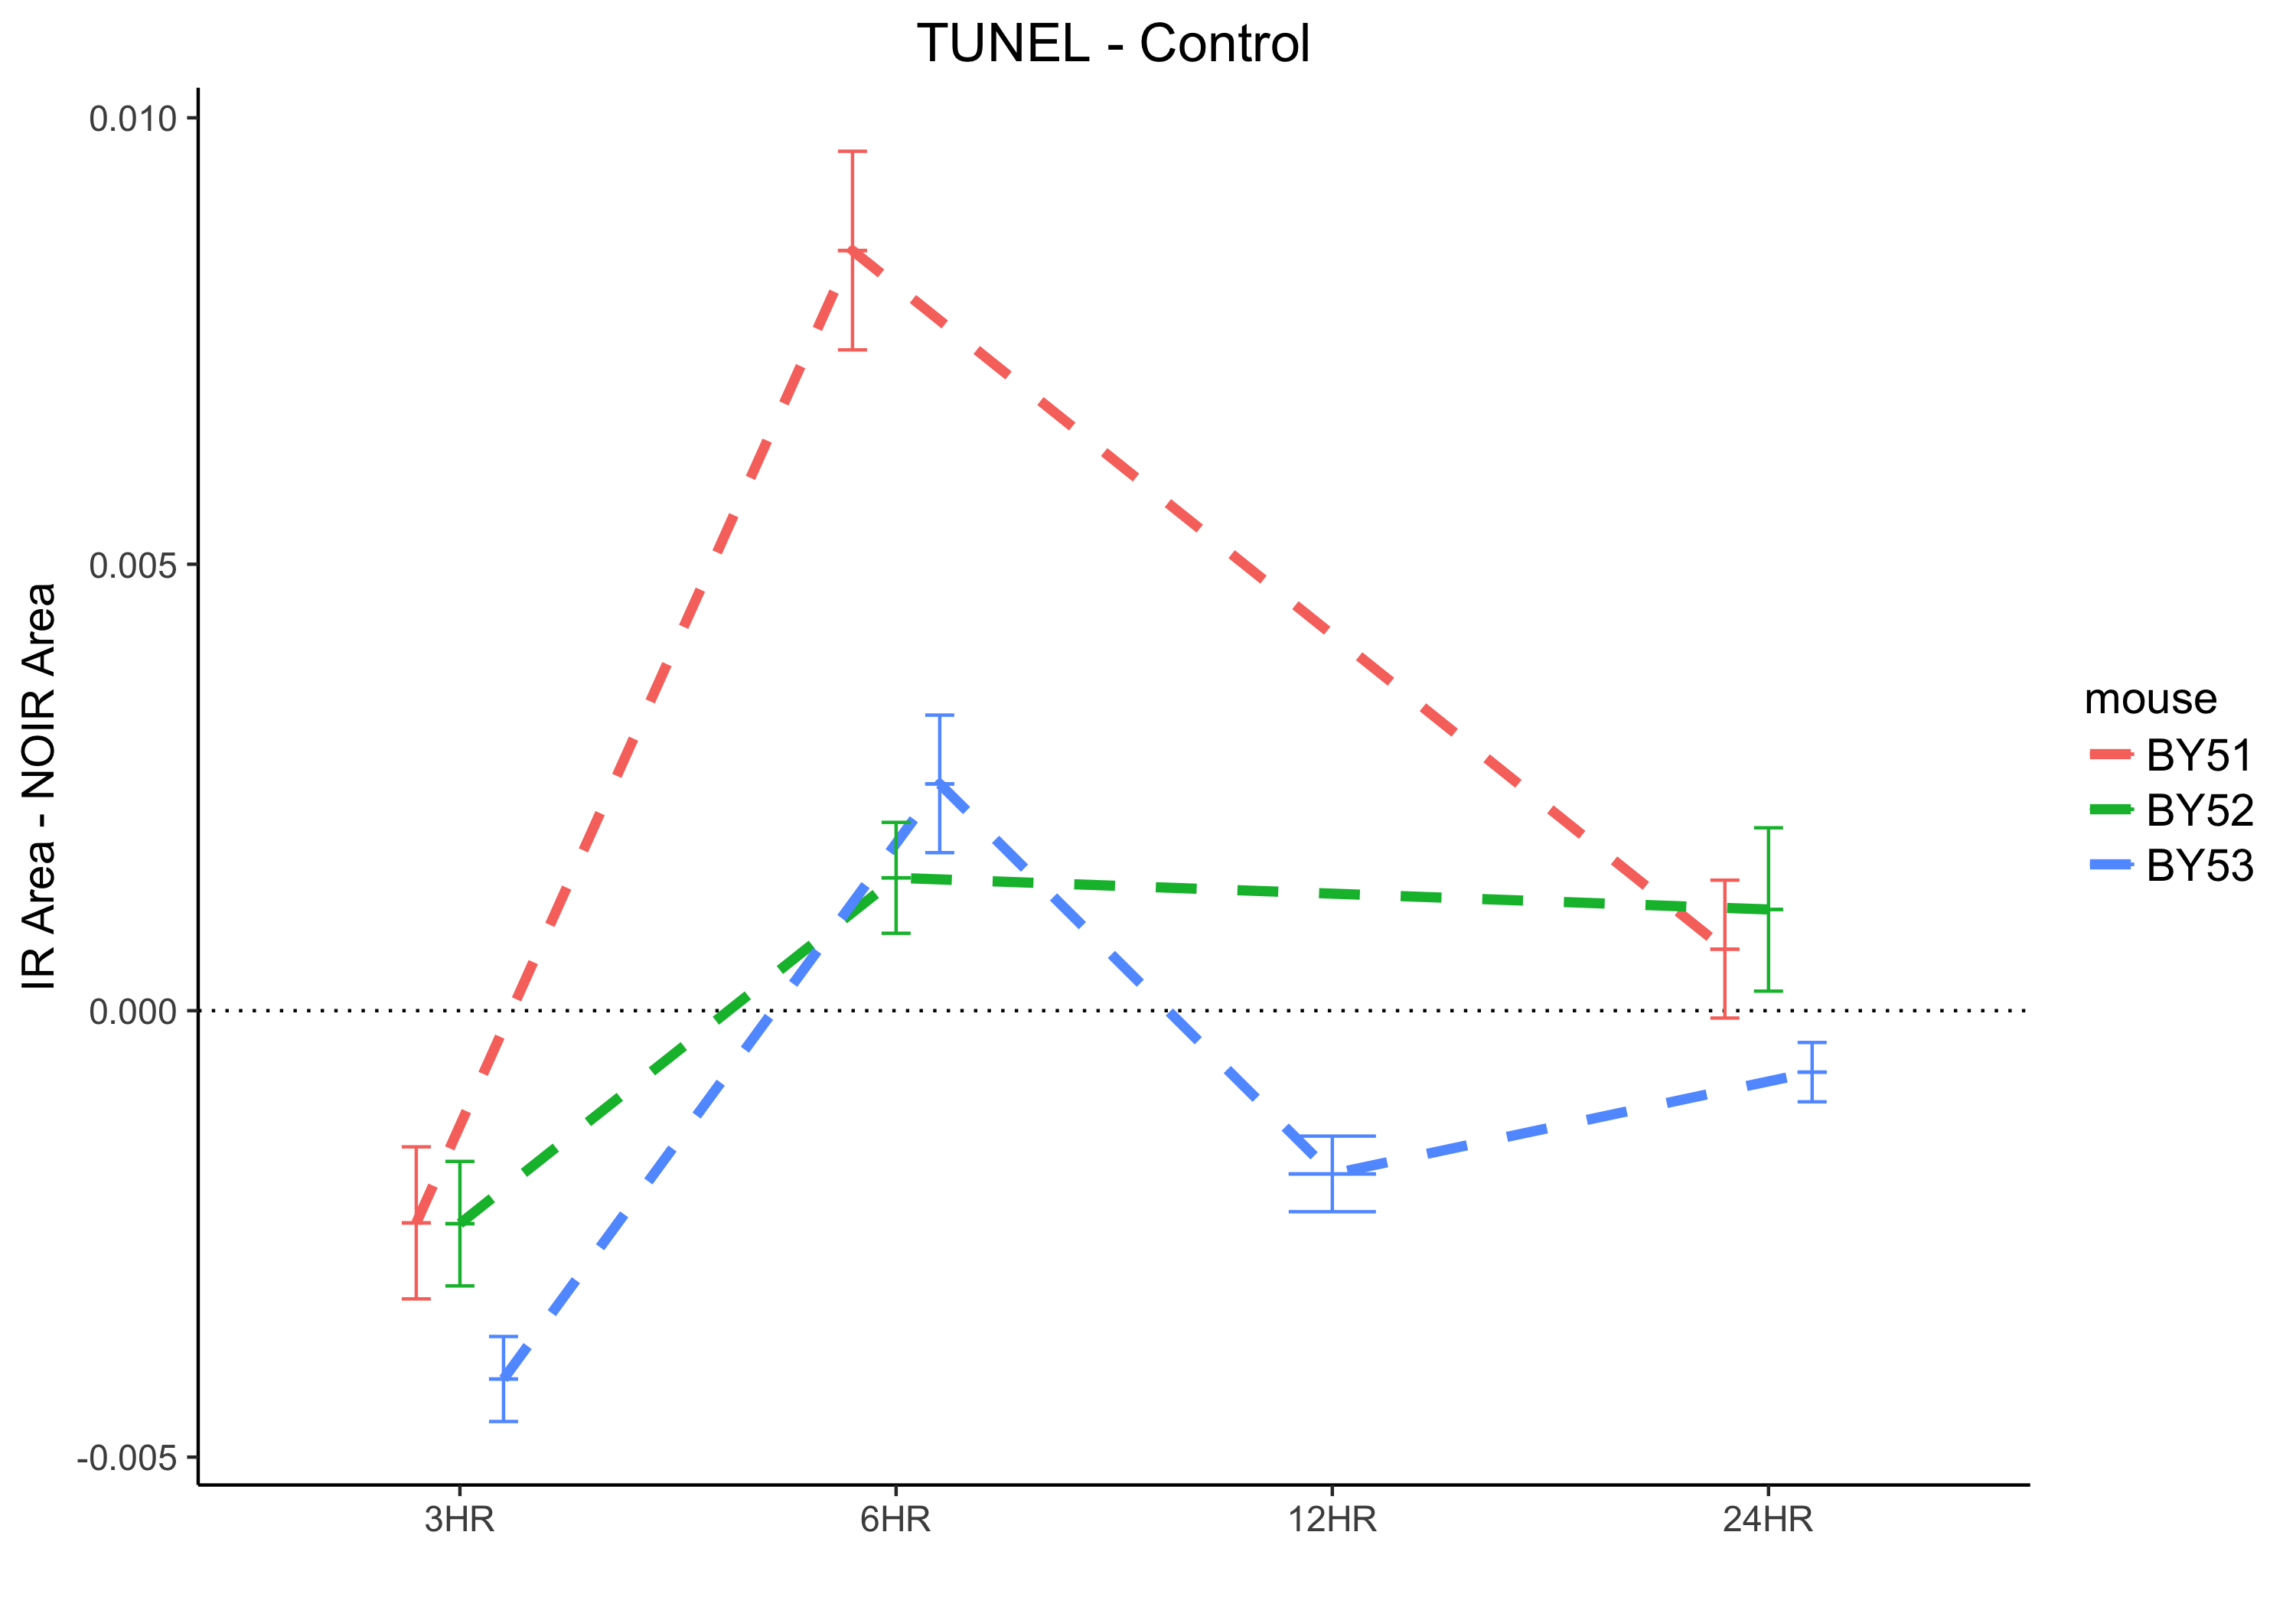 TUNEL - Control
IR Area - NOIR Area
0.010
0.005
0.000
-0.005
3HR
6HR
12HR
24HR
mouse
BY51
BY52
BY53